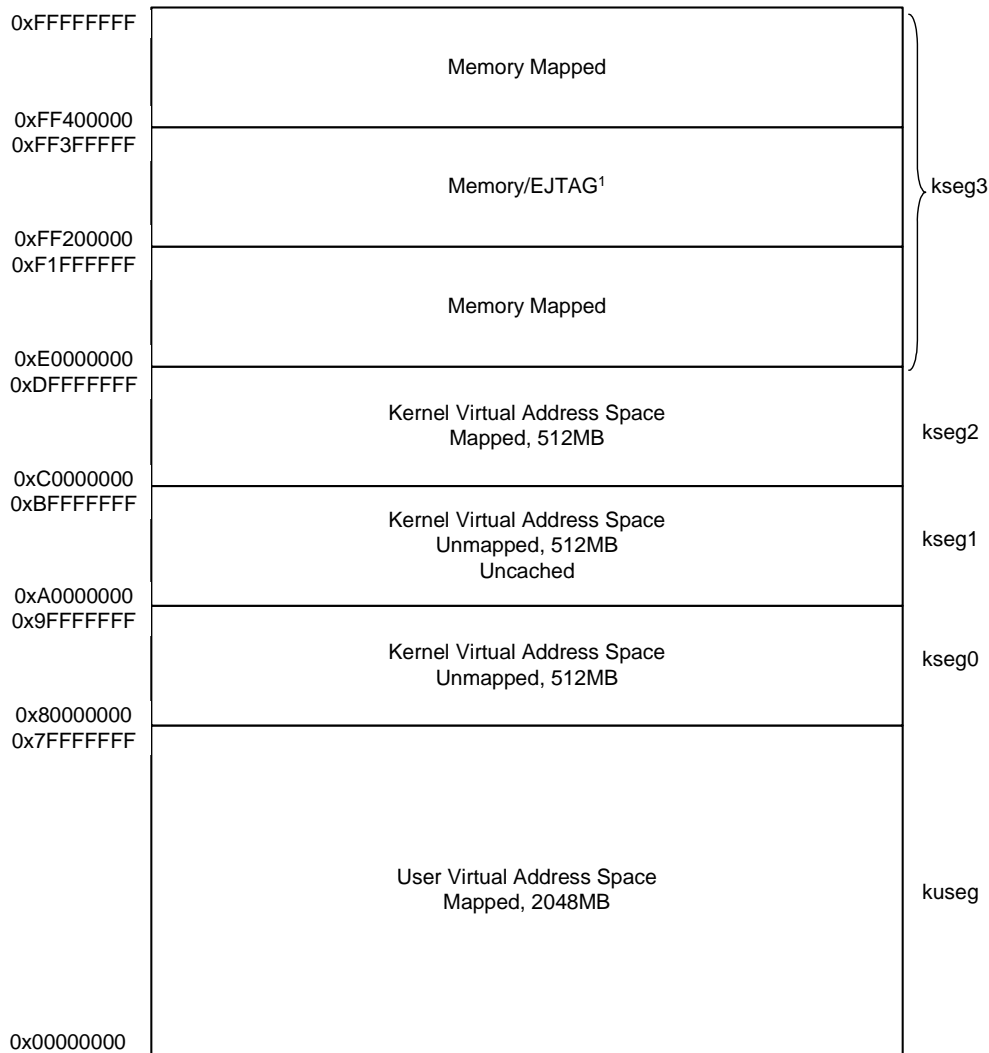 0xFFFFFFFF
Memory Mapped
0xFF400000
0xFF3FFFFF
Memory/EJTAG¹
kseg3
0xFF200000
0xF1FFFFFF
Memory Mapped
0xE0000000
0xDFFFFFFF
Kernel Virtual Address Space
Mapped, 512MB
kseg2
0xC0000000
0xBFFFFFFF
Kernel Virtual Address Space
Unmapped, 512MB
Uncached
kseg1
0xA0000000
0x9FFFFFFF
Kernel Virtual Address Space
Unmapped, 512MB
kseg0
0x80000000
0x7FFFFFFF
User Virtual Address Space
Mapped, 2048MB
kuseg
0x00000000